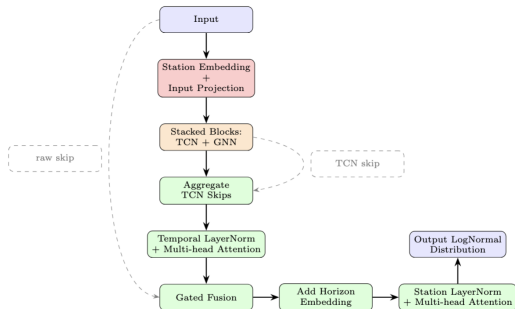 Input
Station Embedding
+
Input Projection
Stacked Blocks:
TCN + GNN
raw skip
TCN skip
Aggregate
TCN Skips
Temporal LayerNorm
+ Multi-head Attention
Output LogNormal
Distribution
Gated Fusion
Add Horizon
Embedding
Station LayerNorm
+ Multi-head Attention